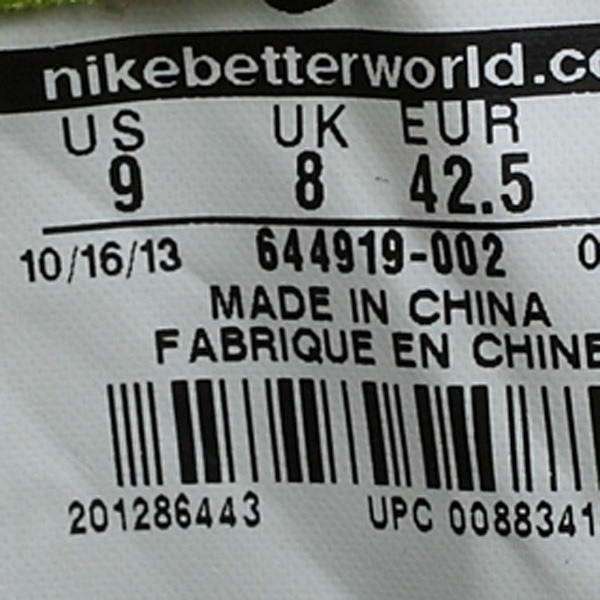 nikebetterworld.co
US UK EUR
9 8 42.5
10/16/13 644919-002 0
MADE IN CHINA
FABRIQUE EN CHINE
201286443 UPC 0088341